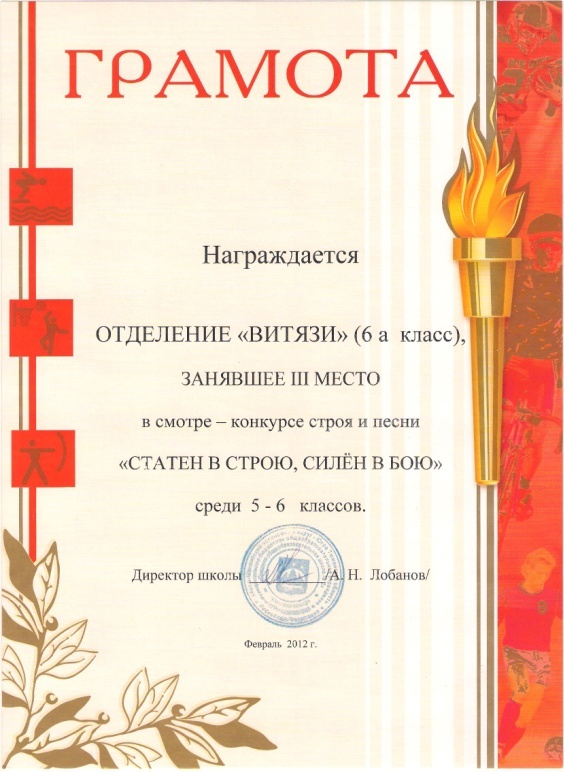 ГРАМОТА
Награждается
ОТДЕЛЕНИЕ «ВИТЯЗИ» (6 а класс),
ЗАНЯВШЕЕ III МЕСТО
в смотре – конкурсе строя и песни
«СТАТЕН В СТРОЮ, СИЛЁН В БОЮ»
среди 5 - 6 классов.
Директор школы ____________/А. Н. Лобанов/
Февраль 2012 г.